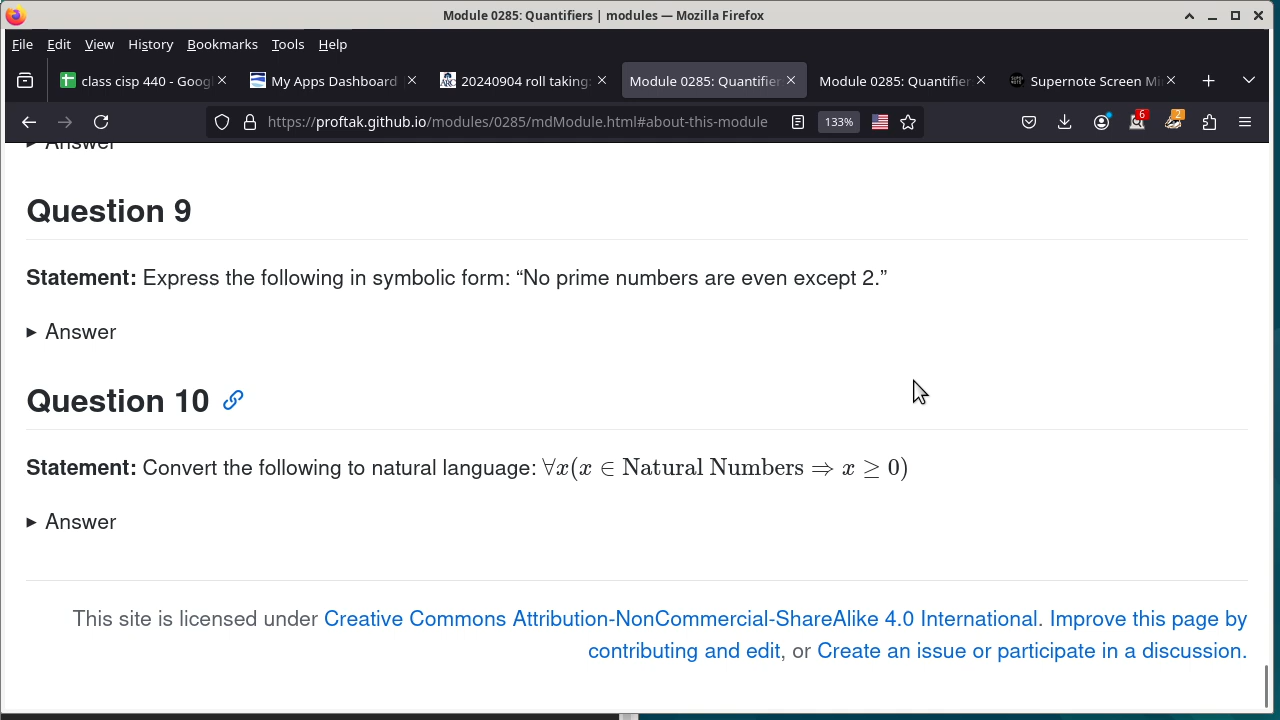 Module 0285: Quantifiers | modules — Mozilla Firefox
File Edit View History Bookmarks Tools Help
class cisp 440 - Googl My Apps Dashboard 20240904 roll taking: Module 0285: Quantifier Module 0285: Quantifier Supernote Screen Mi
https://proftak.github.io/modules/0285/mdModule.html#about-this-module 133% 6 2
Answer
Question 9
Statement: Express the following in symbolic form: “No prime numbers are even except 2.”
Answer
Question 10
Statement: Convert the following to natural language: ∀x(x ∈ Natural Numbers ⇒ x ≥ 0)
Answer
This site is licensed under Creative Commons Attribution-NonCommercial-ShareAlike 4.0 International. Improve this page by
contributing and edit, or Create an issue or participate in a discussion.